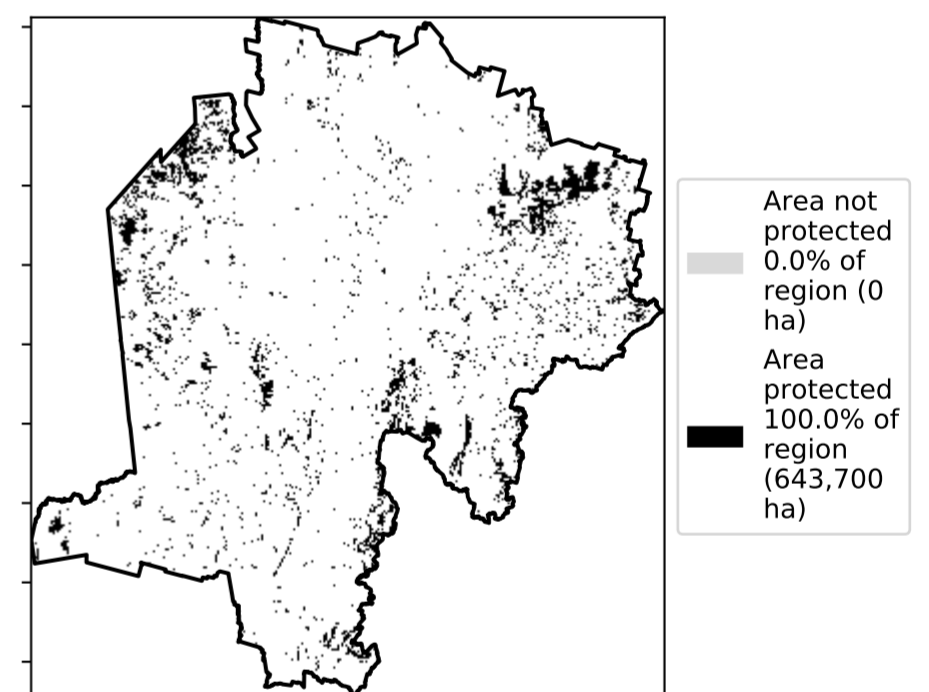 Area not
protected
0.0% of
region (0
ha)
Area
protected
100.0% of
region
(643,700
ha)